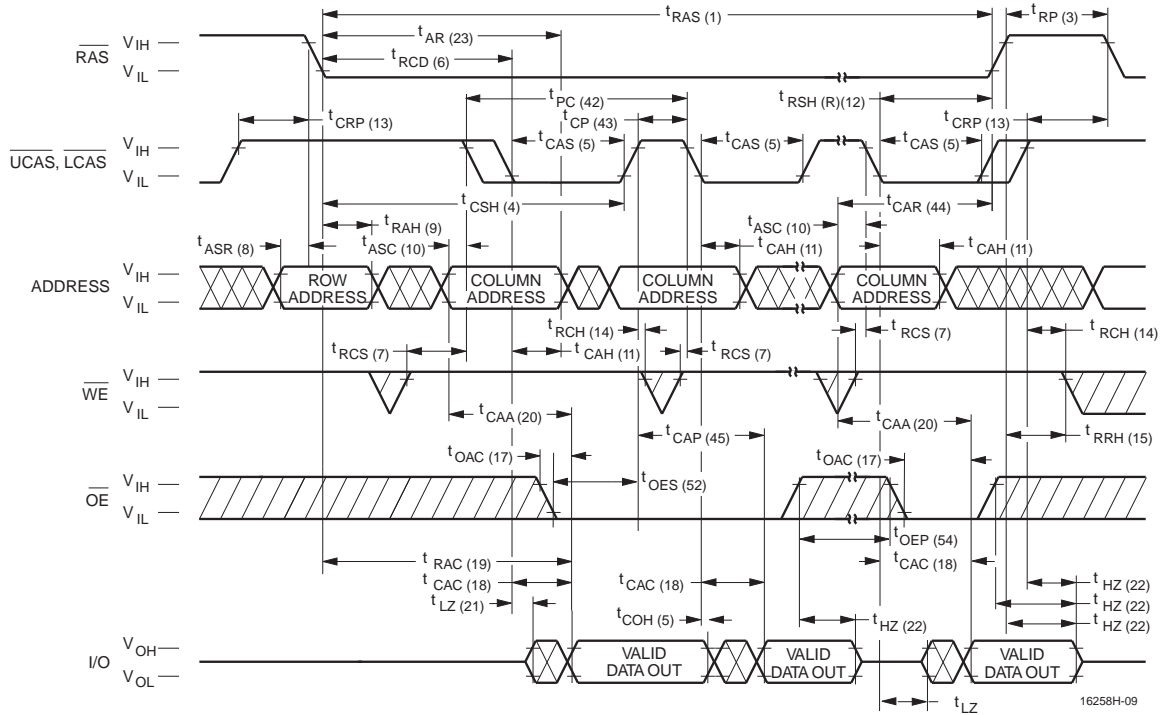 t RAS (1)
t RP (3)
t AR (23)
RAS
V IH
V IL
t RCD (6)
t PC (42)
t RSH (R)(12)
t CRP (13)
t CP (43)
t CRP (13)
UCAS, LCAS
V IH
V IL
t CAS (5)
t CAS (5)
t CAS (5)
t CSH (4)
t CAR (44)
t RAH (9)
t ASC (10)
t ASR (8)
t ASC (10)
t CAH (11)
t CAH (11)
ADDRESS
V IH
V IL
ROW ADDRESS
COLUMN ADDRESS
COLUMN ADDRESS
COLUMN ADDRESS
t RCH (14)
t RCS (7)
t RCH (14)
t RCS (7)
t CAH (11)
t RCS (7)
WE
V IH
V IL
t CAA (20)
t CAA (20)
t CAP (45)
t RRH (15)
t OAC (17)
t OAC (17)
OE
V IH
V IL
t OES (52)
t OEP (54)
t RAC (19)
t CAC (18)
t CAC (18)
t CAC (18)
t HZ (22)
t LZ (21)
t HZ (22)
t COH (5)
t HZ (22)
t HZ (22)
I/O
V OH
V OL
VALID DATA OUT
VALID DATA OUT
VALID DATA OUT
t LZ
16258H-09